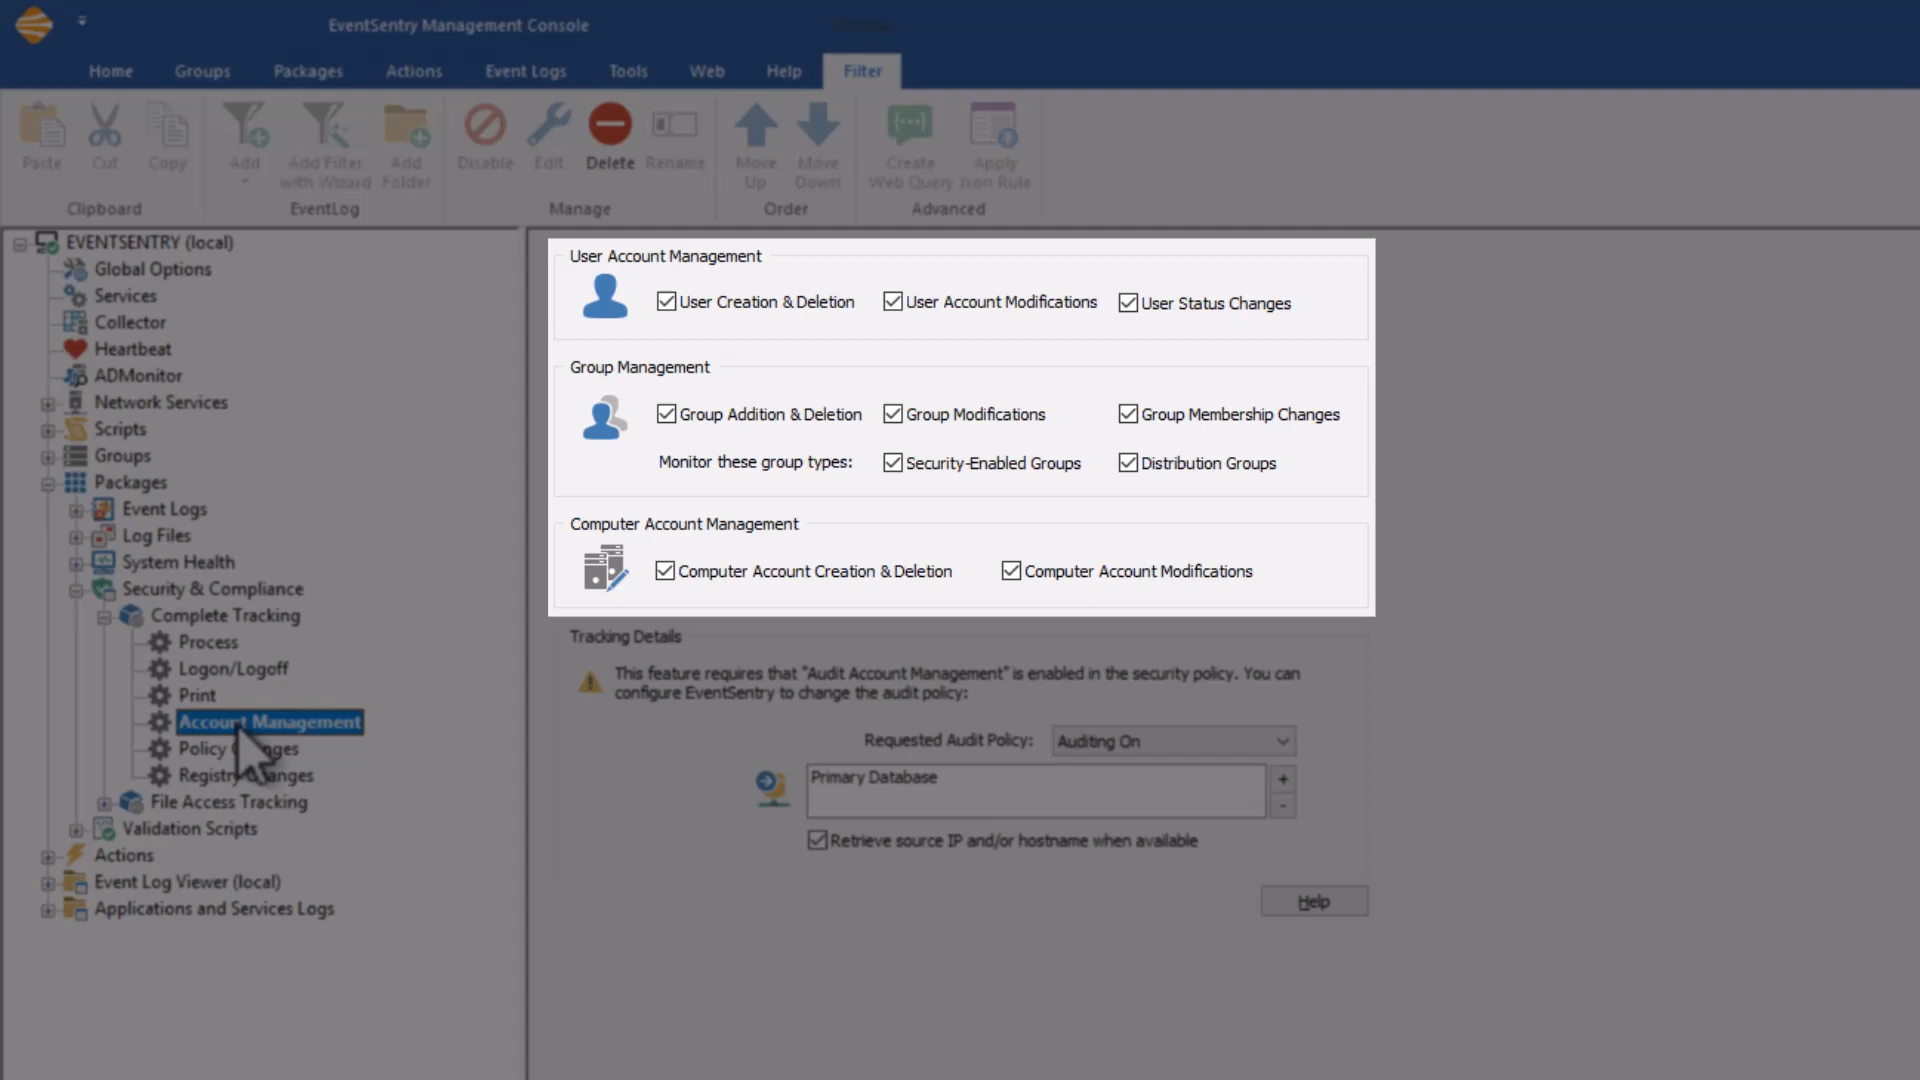 EventSentry Management Console
Home Groups Packages Actions Event Logs Tools Web Help Filter
Paste Cut Copy Add Add Filter with Wizard Add Folder Disable Edit Delete Rename Move Up Move Down Create Web Query Apply Json Rule
Clipboard EventLog Manage Order Advanced
EVENTSENTRY (local)
Global Options
Services
Collector
Heartbeat
ADMonitor
Network Services
Scripts
Groups
Packages
Event Logs
Log Files
System Health
Security & Compliance
Complete Tracking
Process
Logon/Logoff
Print
Account Management
Policy
Registry
File Access Tracking
Validation Scripts
Actions
Event Log Viewer (local)
Applications and Services Logs
User Account Management
User Creation & Deletion User Account Modifications User Status Changes
Group Management
Group Addition & Deletion Group Modifications Group Membership Changes
Monitor these group types: Security-Enabled Groups Distribution Groups
Computer Account Management
Computer Account Creation & Deletion Computer Account Modifications
Tracking Details
This feature requires that "Audit Account Management" is enabled in the security policy. You can
configure EventSentry to change the audit policy:
Requested Audit Policy: Auditing On
Primary Database
+
-
Retrieve source IP and/or hostname when available
Help